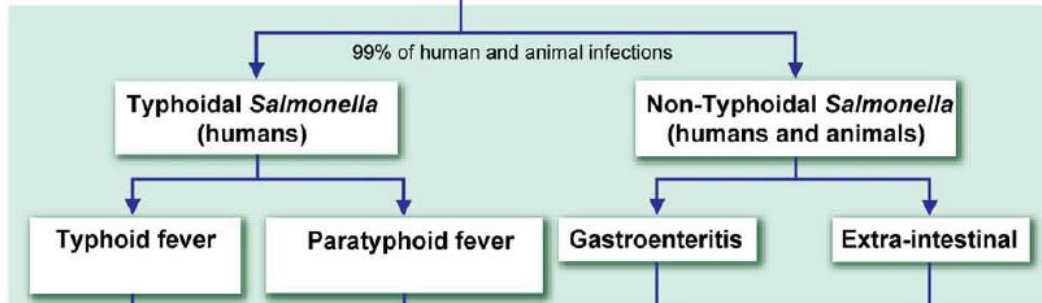 99% of human and animal infections
Typhoidal Salmonella
(humans)
Non-Typhoidal Salmonella
(humans and animals)
Typhoid fever
Paratyphoid fever
Gastroenteritis
Extra-intestinal